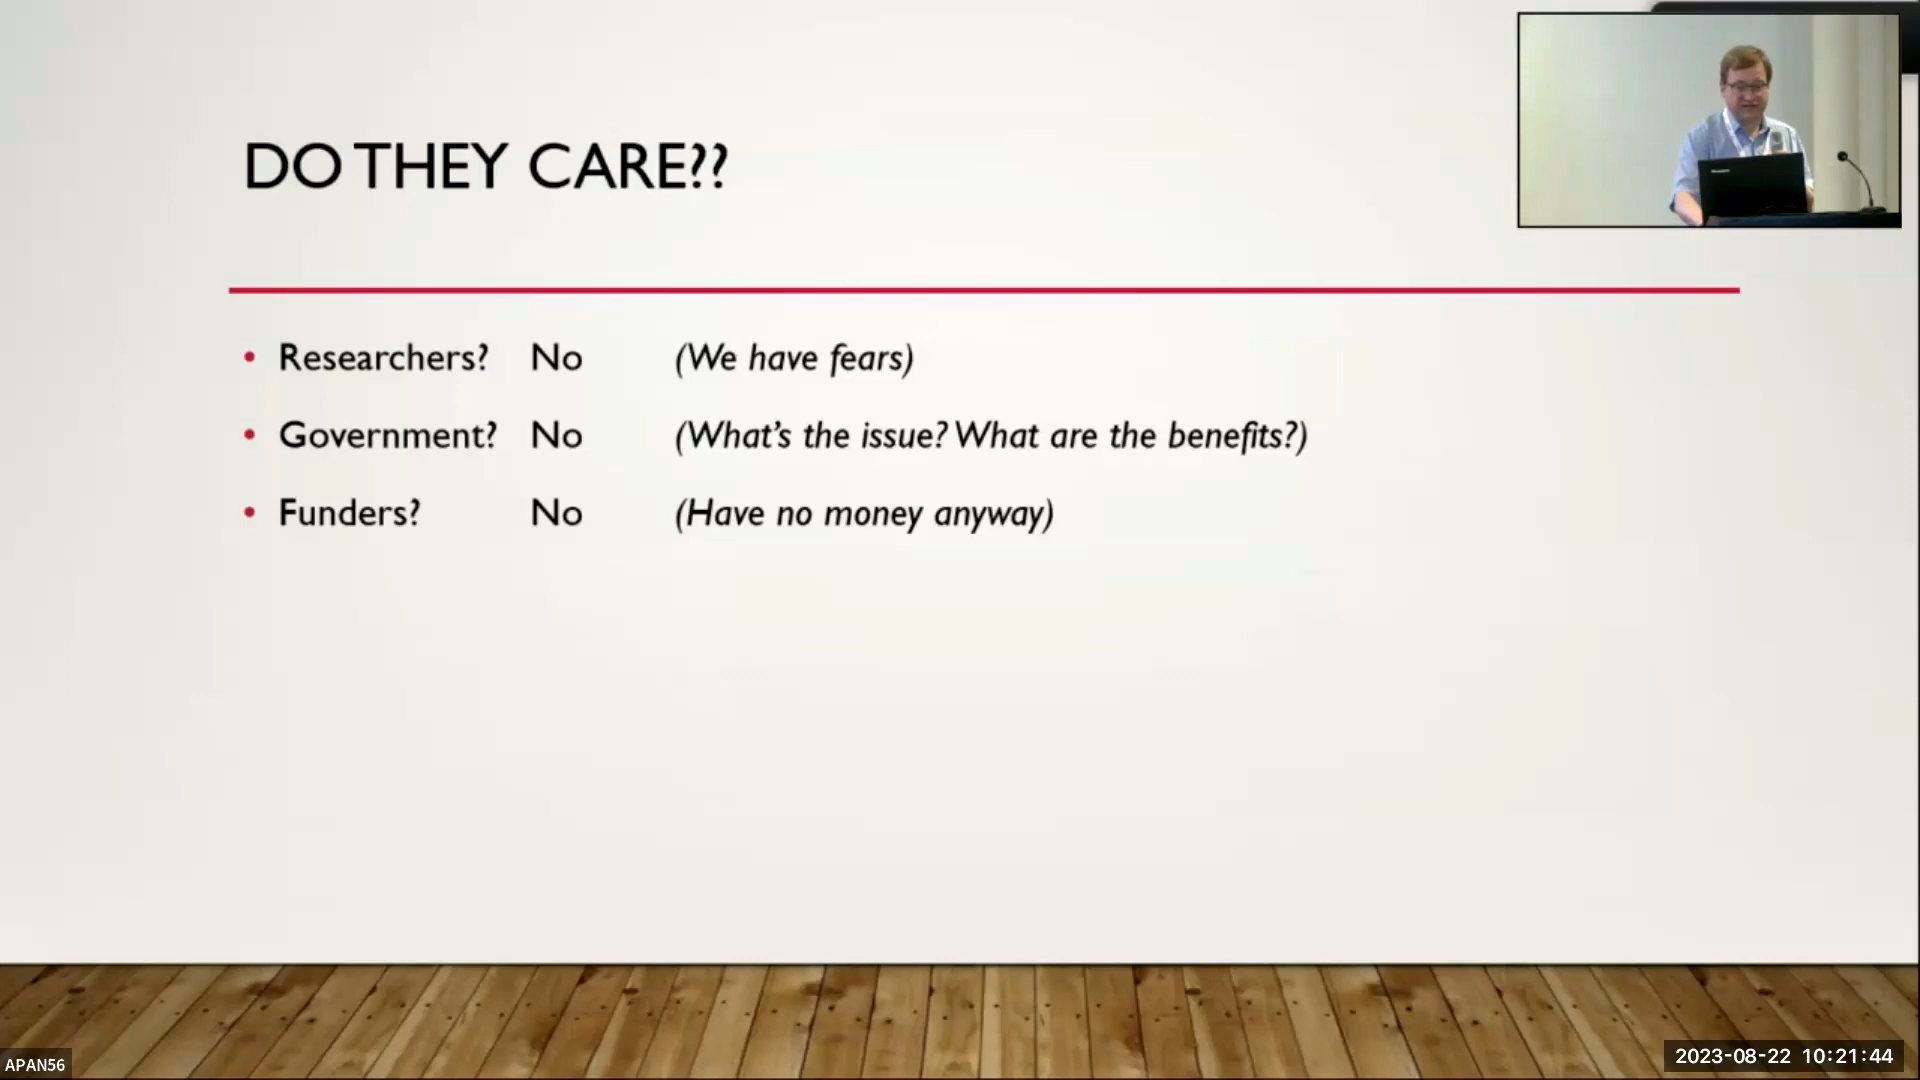 DO THEY CARE??
• Researchers? No (We have fears)
• Government? No (What's the issue? What are the benefits?)
• Funders? No (Have no money anyway)
APAN56
2023-08-22 10:21:44